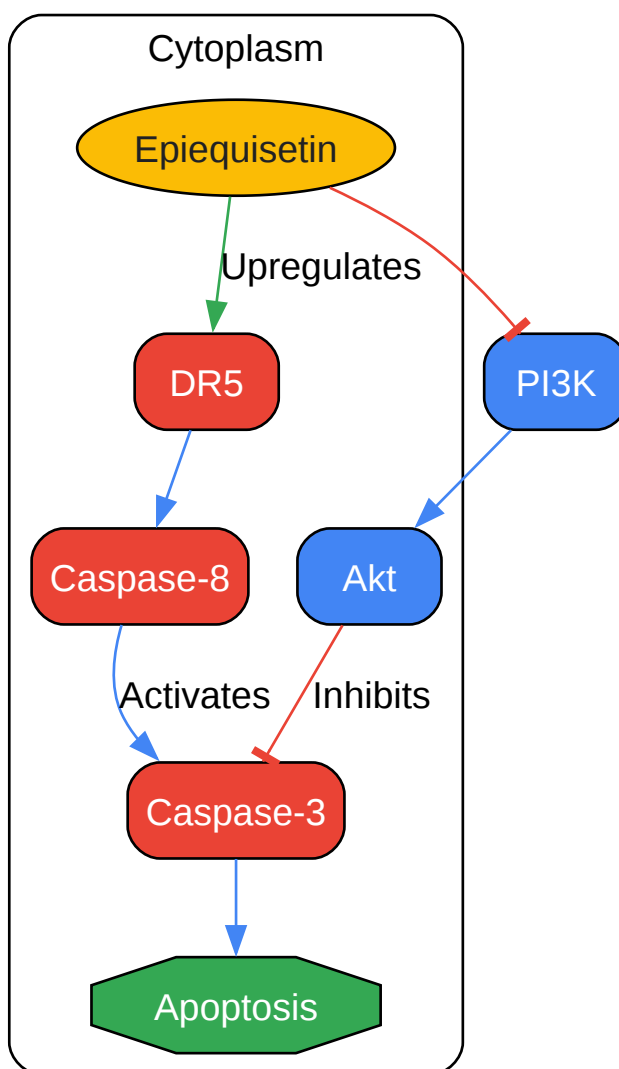 Cytoplasm
Epiequisetin
Upregulates
DR5
PI3K
Caspase-8
Akt
Activates
Inhibits
Caspase-3
Apoptosis